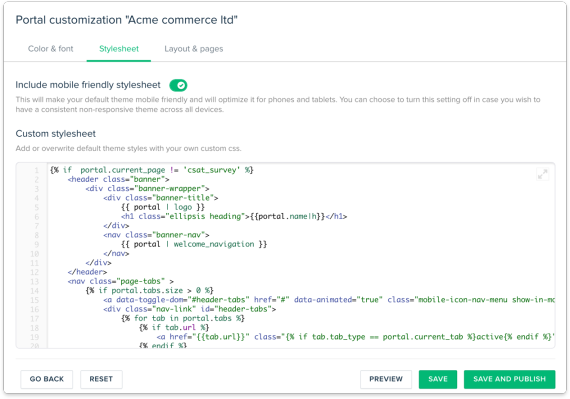 Portal customization "Acme commerce ltd"
Color & font Stylesheet Layout & pages
Include mobile friendly stylesheet
This will make your default theme mobile friendly and will optimize it for phones and tablets. You can choose to turn this setting off in case you wish to
have a consistent non-responsive theme across all devices.
Custom stylesheet
Add or overwrite default theme styles with your own custom css.
1 {% if portal.current_page != 'csat_survey' %}
2 <header class="banner">
3 <div class="banner-wrapper">
4 <div class="banner-title">
5 {{ portal | logo }}
6 <h1 class="ellipsis heading">{{portal.name|h}}</h1>
7 </div>
8 <nav class="banner-nav">
9 {{ portal | welcome_navigation }}
10 </nav>
11 </div>
12 </header>
13 <nav class="page-tabs" >
14 {% if portal.tabs.size > 0 %}
15 <a data-toggle-dom="#header-tabs" href="#" data-animated="true" class="mobile-icon-nav-menu show-in-mo
16 <div class="nav-link" id="header-tabs">
17 {% for tab in portal.tabs %}
18 {% if tab.url %}
19 <a href="{{tab.url}}" class="{% if tab.tab_type == portal.current_tab %}active{% endif %}"
20 {% endif %}
GO BACK RESET PREVIEW SAVE SAVE AND PUBLISH